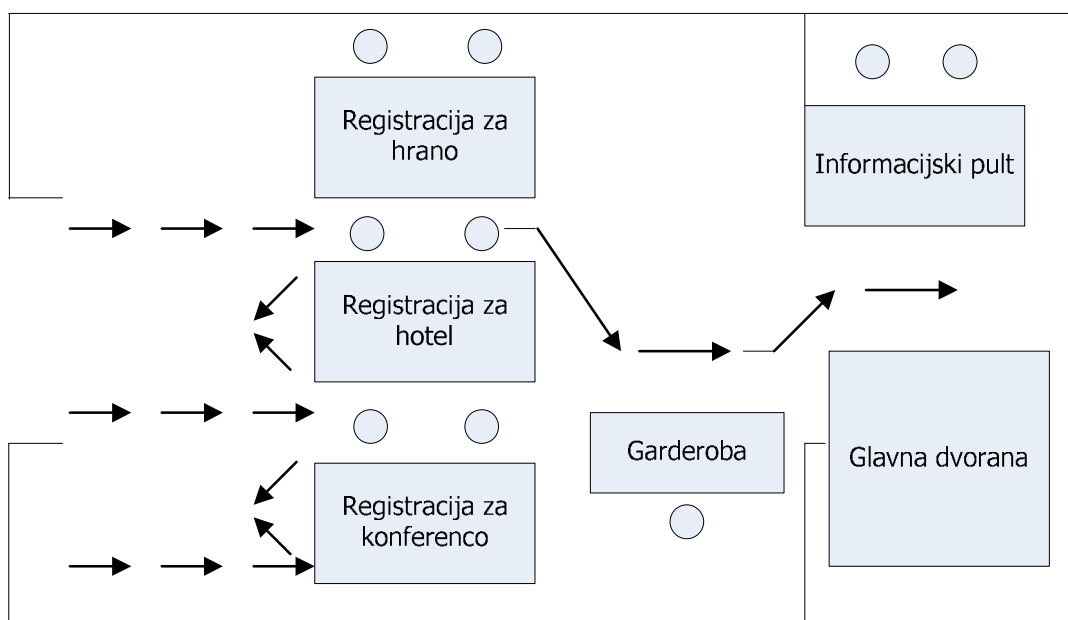 Registracija za
hrano
Informacijski pult
Registracija za
hotel
Garderoba
Glavna dvorana
Registracija za
konferenco